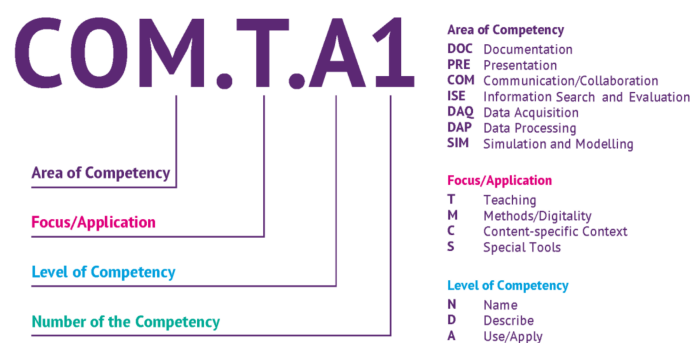 COM.T.A1
Area of Competency
Focus/Application
Level of Competency
Number of the Competency
Area of Competency
DOC Documentation
PRE Presentation
COM Communication/Collaboration
ISE Information Search and Evaluation
DAQ Data Acquisition
DAP Data Processing
SIM Simulation and Modelling
Focus/Application
T Teaching
M Methods/Digitality
C Content-specific Context
S Special Tools
Level of Competency
N Name
D Describe
A Use/Apply